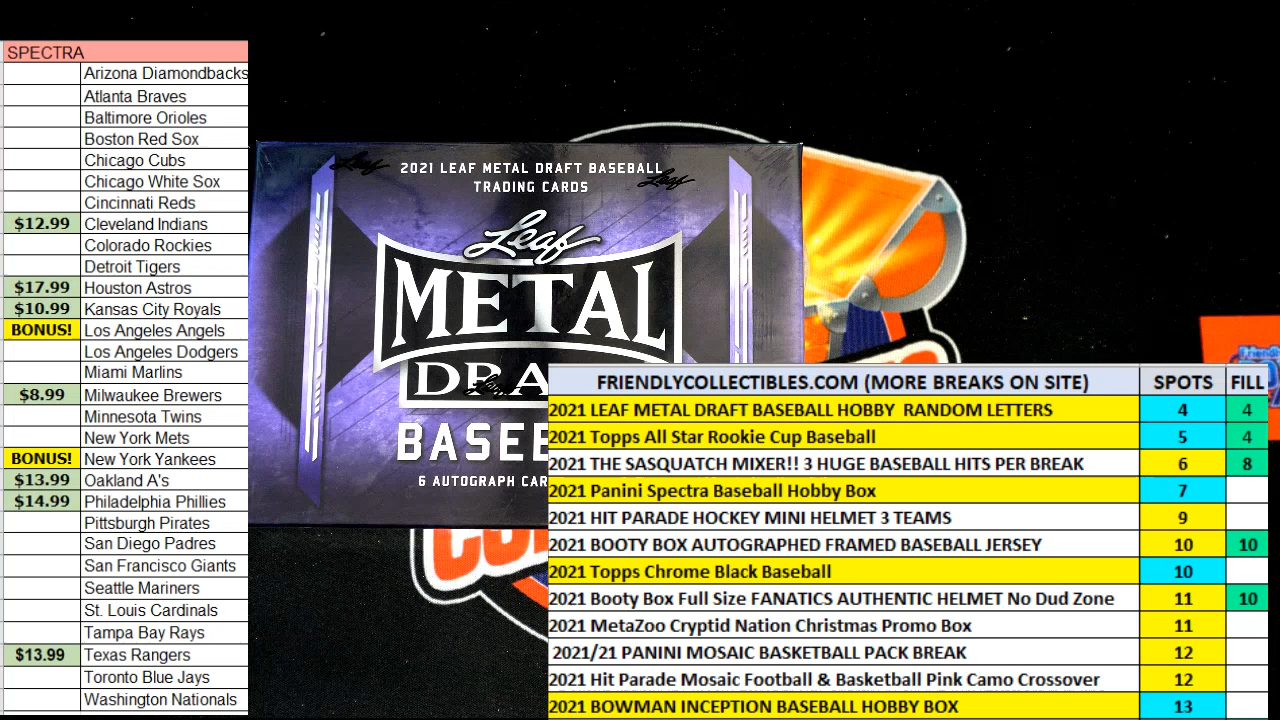 SPECTRA
Arizona Diamondbacks
Atlanta Braves
Baltimore Orioles
Boston Red Sox
Chicago Cubs
Chicago White Sox
Cincinnati Reds
$12.99 Cleveland Indians
Colorado Rockies
Detroit Tigers
$17.99 Houston Astros
$10.99 Kansas City Royals
BONUS! Los Angeles Angels
Los Angeles Dodgers
Miami Marlins
$8.99 Milwaukee Brewers
Minnesota Twins
New York Mets
BONUS! New York Yankees
$13.99 Oakland A's
$14.99 Philadelphia Phillies
Pittsburgh Pirates
San Diego Padres
San Francisco Giants
Seattle Mariners
St. Louis Cardinals
Tampa Bay Rays
$13.99 Texas Rangers
Toronto Blue Jays
Washington Nationals
Leaf
2021 LEAF METAL DRAFT BASEBALL
TRADING CARDS
Leaf
Leaf
METAL
DRA
Leaf
BASEB
6 AUTOGRAPH CAR
FRIENDLYCOLLECTIBLES.COM (MORE BREAKS ON SITE) SPOTS FILL
2021 LEAF METAL DRAFT BASEBALL HOBBY RANDOM LETTERS 4 4
2021 Topps All Star Rookie Cup Baseball 5 4
2021 THE SASQUATCH MIXER!! 3 HUGE BASEBALL HITS PER BREAK 6 8
2021 Panini Spectra Baseball Hobby Box 7
2021 HIT PARADE HOCKEY MINI HELMET 3 TEAMS 9
2021 BOOTY BOX AUTOGRAPHED FRAMED BASEBALL JERSEY 10 10
2021 Topps Chrome Black Baseball 10
2021 Booty Box Full Size FANATICS AUTHENTIC HELMET No Dud Zone 11 10
2021 MetaZoo Cryptid Nation Christmas Promo Box 11
2021/21 PANINI MOSAIC BASKETBALL PACK BREAK 12
2021 Hit Parade Mosaic Football & Basketball Pink Camo Crossover 12
2021 BOWMAN INCEPTION BASEBALL HOBBY BOX 13